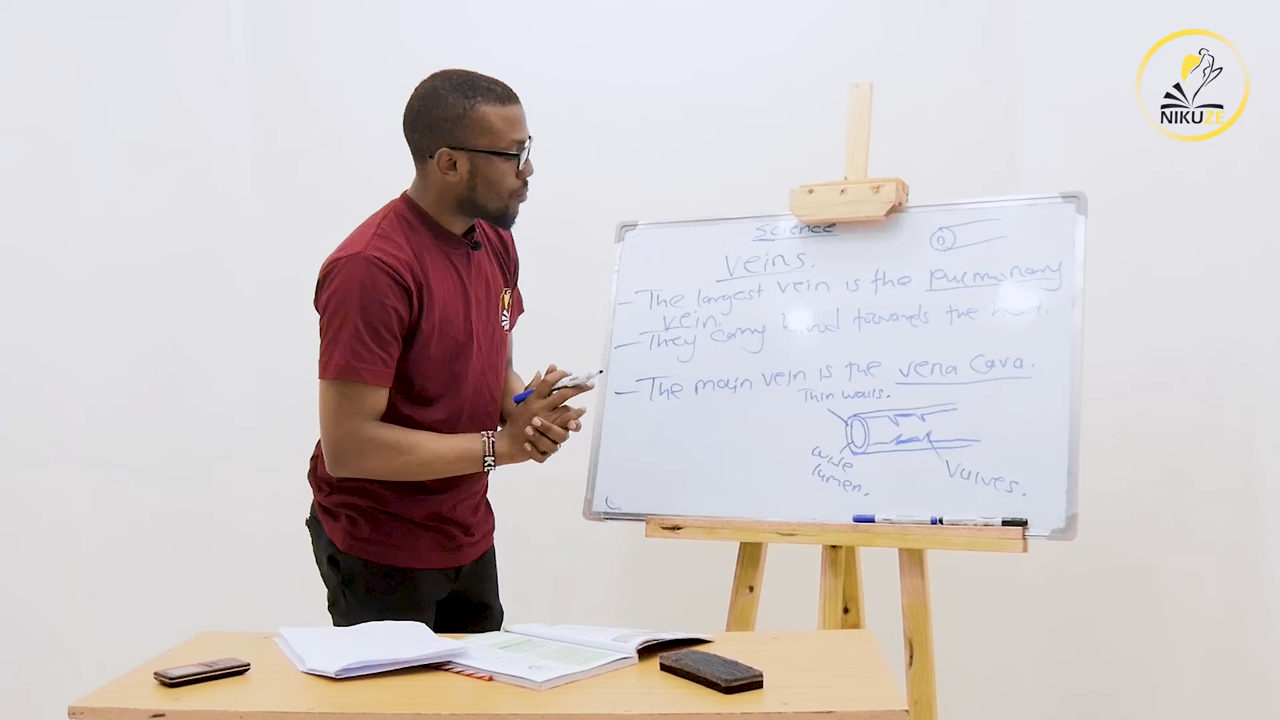 NIKUZE
Science
Veins.
- The largest vein is the pulmonary
vein.
- They carry blood towards the heart.
- The main vein is the vena cava.
Thin walls.
wide
lumen.
Valves.